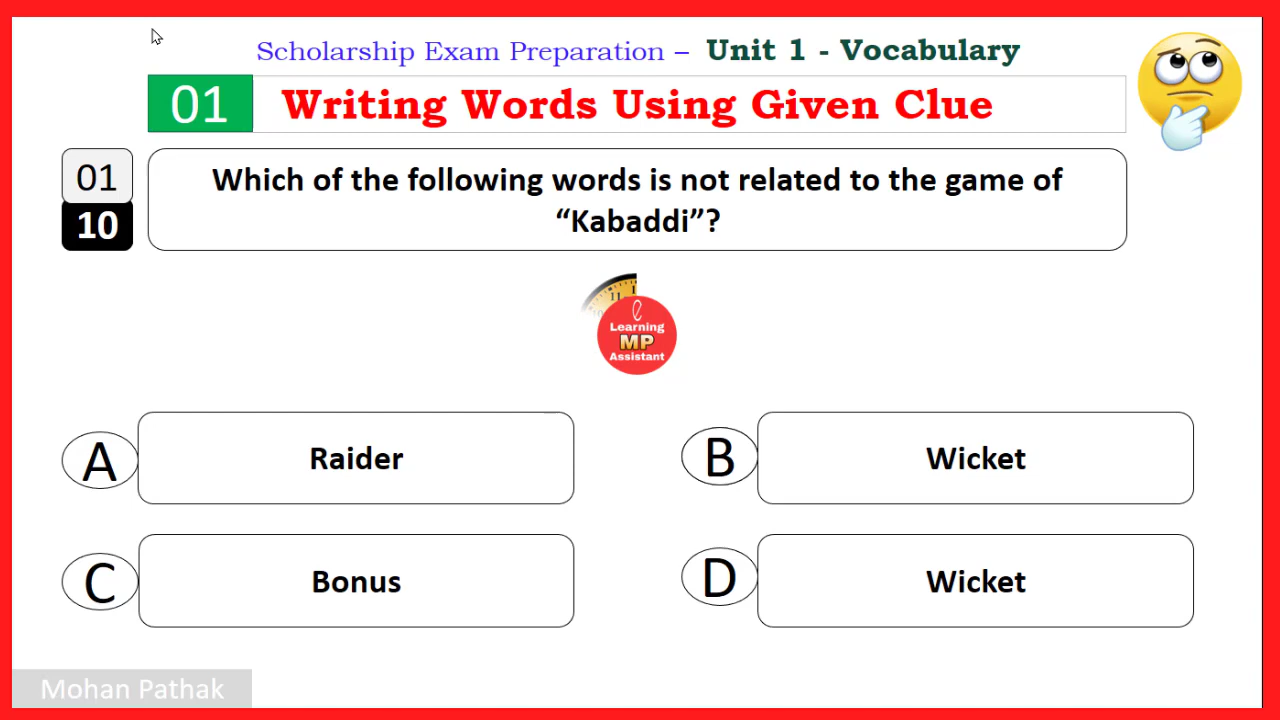 Scholarship Exam Preparation – Unit 1 - Vocabulary
01 Writing Words Using Given Clue
01
10
Which of the following words is not related to the game of
“Kabaddi”?
11
e
Learning
MP
Assistant
A Raider
B Wicket
C Bonus
D Wicket
Mohan Pathak